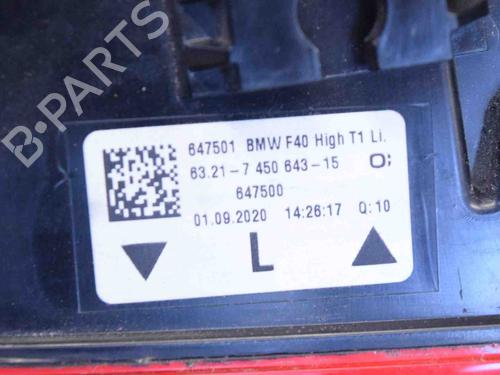 647501 BMW F40 High T1 Li.
63.21-7 450 643-15 O;
647500
01.09.2020 14:26:17 Q:10
L
B-PARTS